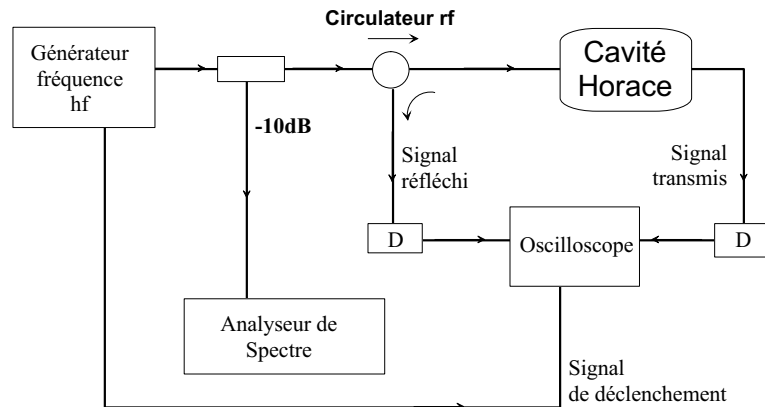 Circulateur rf
Générateur
fréquence
hf
Cavité
Horace
-10dB
Signal
réfléchi
Signal
transmis
D
Oscilloscope
D
Analyseur de
Spectre
Signal
de déclenchement